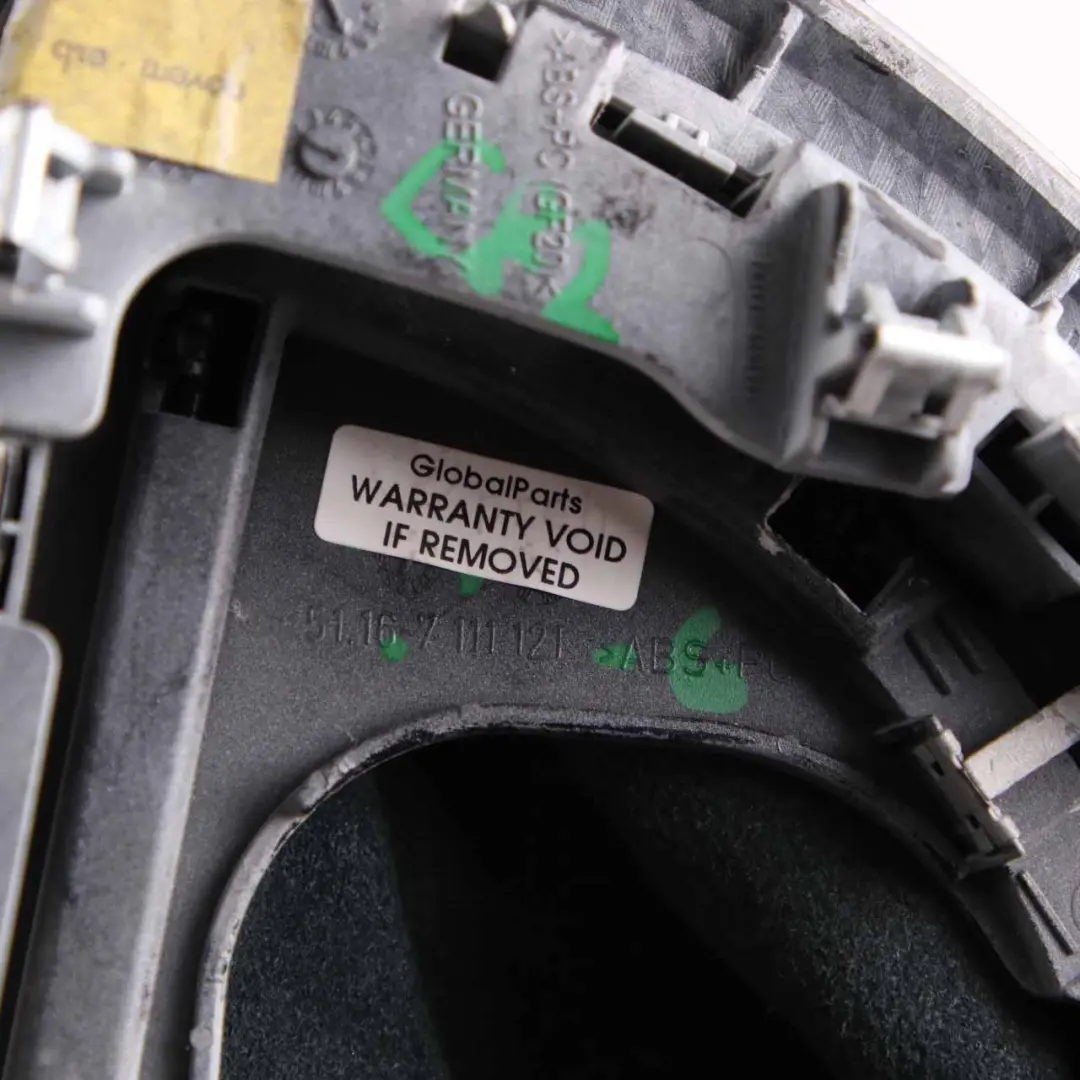 GERMANY
>ABS+PC (GF20)<
GlobalParts
WARRANTY VOID
IF REMOVED
51.16-7 111 121 >ABS+PC